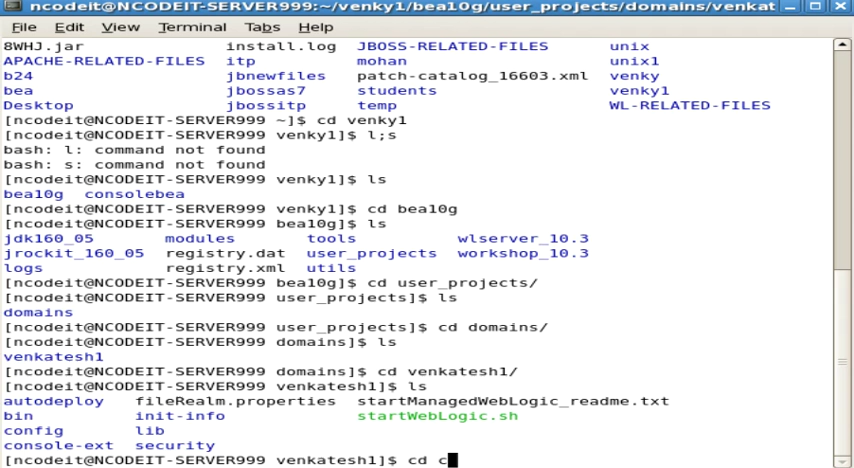 ncodeit@NCODEIT-SERVER999:~/venky1/bea10g/user_projects/domains/venkat
File Edit View Terminal Tabs Help
8WHJ.jar install.log JBOSS-RELATED-FILES unix
APACHE-RELATED-FILES itp mohan unix1
b24 jbnewfiles patch-catalog_16603.xml venky
bea jbossas7 students venky1
Desktop jbossitp temp WL-RELATED-FILES
[ncodeit@NCODEIT-SERVER999 ~]$ cd venky1
[ncodeit@NCODEIT-SERVER999 venky1]$ l;s
bash: l: command not found
bash: s: command not found
[ncodeit@NCODEIT-SERVER999 venky1]$ ls
bea10g consolebea
[ncodeit@NCODEIT-SERVER999 venky1]$ cd bea10g
[ncodeit@NCODEIT-SERVER999 bea10g]$ ls
jdk160_05 modules tools wlserver_10.3
jrockit_160_05 registry.dat user_projects workshop_10.3
logs registry.xml utils
[ncodeit@NCODEIT-SERVER999 bea10g]$ cd user_projects/
[ncodeit@NCODEIT-SERVER999 user_projects]$ ls
domains
[ncodeit@NCODEIT-SERVER999 user_projects]$ cd domains/
[ncodeit@NCODEIT-SERVER999 domains]$ ls
venkatesh1
[ncodeit@NCODEIT-SERVER999 domains]$ cd venkatesh1/
[ncodeit@NCODEIT-SERVER999 venkatesh1]$ ls
autodeploy fileRealm.properties startManagedWebLogic_readme.txt
bin init-info startWebLogic.sh
config lib
console-ext security
[ncodeit@NCODEIT-SERVER999 venkatesh1]$ cd c